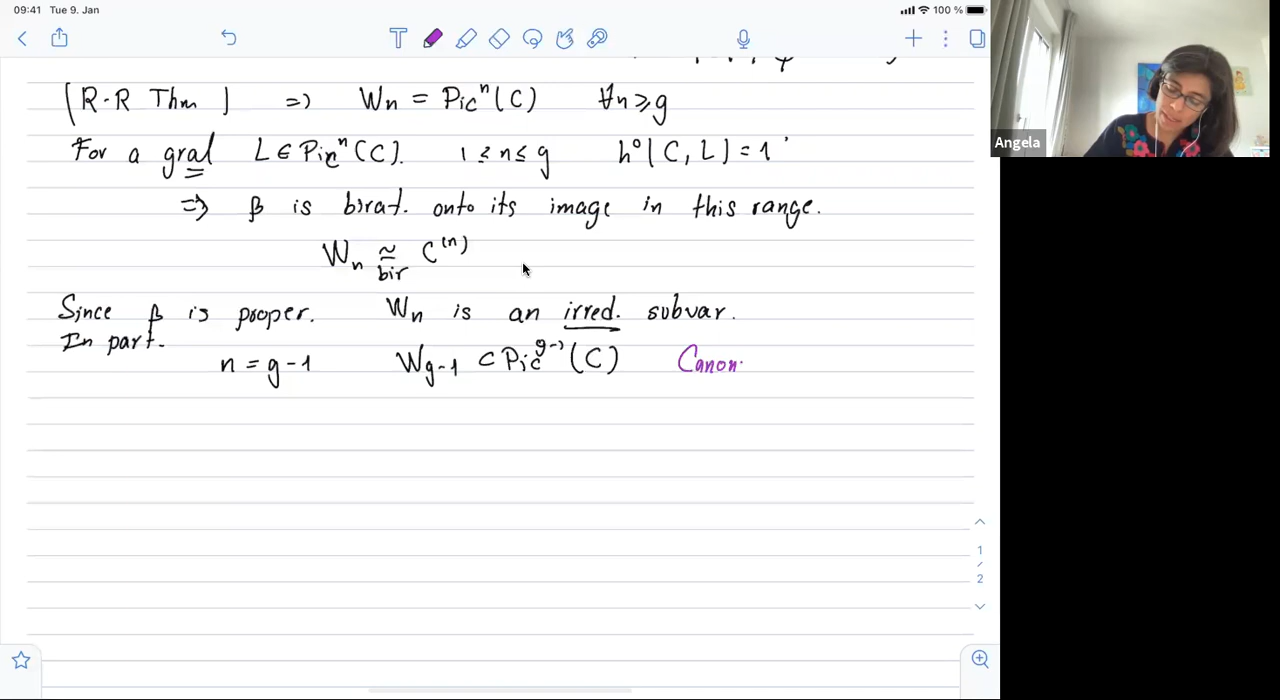 09:41 Tue 9. Jan
100 %
[R-R Thm] => Wn = Picⁿ(C) ∀n≥g
For a gral L∈Picⁿ(C). 1≤n≤g h⁰(C,L)=1
=> β is birat. onto its image in this range.
Wn ≈ C⁽ⁿ⁾
bir
Since β is proper. Wn is an irred. subvar.
In part.
n = g-1 Wg-1 ⊂ Picᵍ⁻¹(C) Canon.
Angela
1
/
2